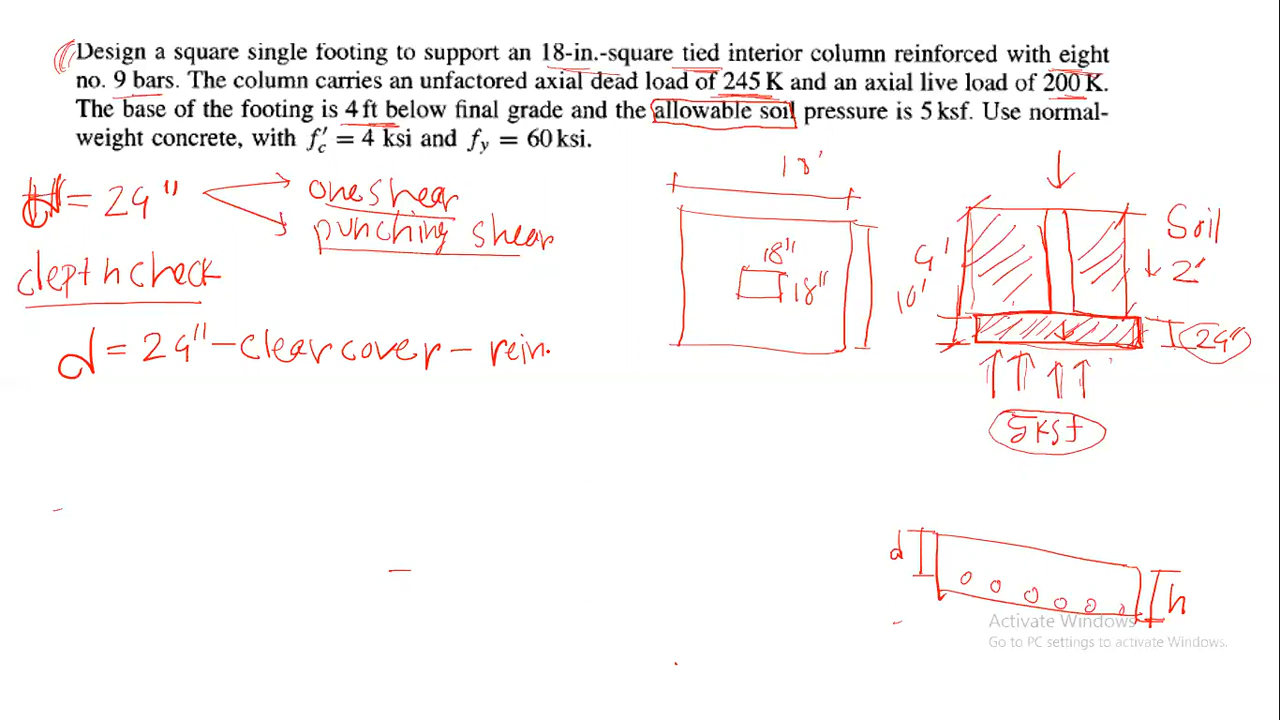 Design a square single footing to support an 18-in.-square tied interior column reinforced with eight
no. 9 bars. The column carries an unfactored axial dead load of 245 K and an axial live load of 200 K.
The base of the footing is 4 ft below final grade and the allowable soil pressure is 5 ksf. Use normal-
weight concrete, with f′c = 4 ksi and fy = 60 ksi.
= 24"
one shear
punching shear
depth check
d = 24" - clear cover - rein.
10'
18"
18"
10'
4'
Soil
2'
24"
5ksf
d
h
Activate Windows
Go to PC settings to activate Windows.